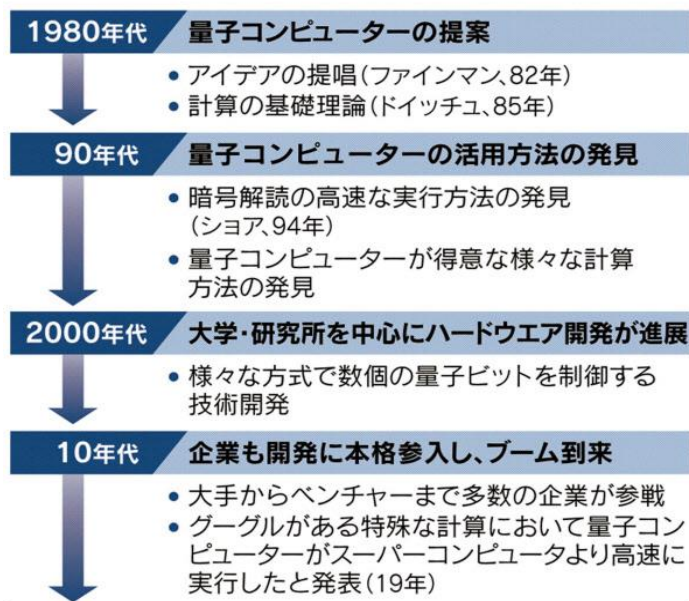 1980年代 量子コンピューターの提案
• アイデアの提唱(ファインマン、82年)
• 計算の基礎理論(ドイッチュ、85年)
90年代 量子コンピューターの活用方法の発見
• 暗号解読の高速な実行方法の発見
(ショア、94年)
• 量子コンピューターが得意な様々な計算
方法の発見
2000年代 大学・研究所を中心にハードウエア開発が進展
• 様々な方式で数個の量子ビットを制御する
技術開発
10年代 企業も開発に本格参入し、ブーム到来
• 大手からベンチャーまで多数の企業が参戦
• グーグルがある特殊な計算において量子コン
ピューターがスーパーコンピュータより高速に
実行したと発表(19年)